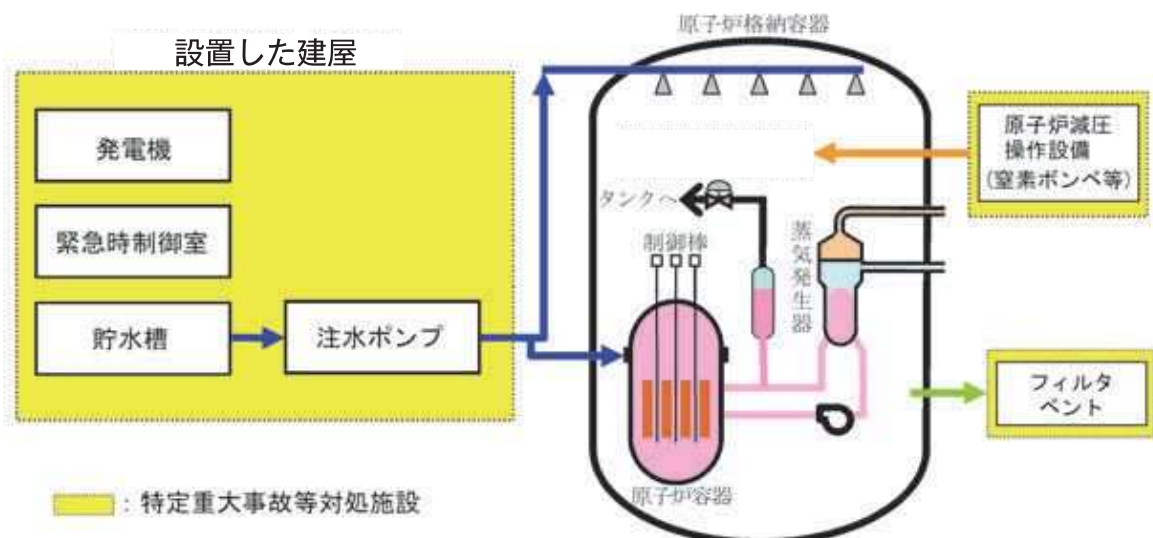 設置した建屋
発電機
緊急時制御室
貯水槽
注水ポンプ
原子炉格納容器
タンクへ
制御棒
蒸気発生器
原子炉容器
原子炉減圧
操作設備
(窒素ボンベ等)
フィルタ
ベント
：特定重大事故等対処施設